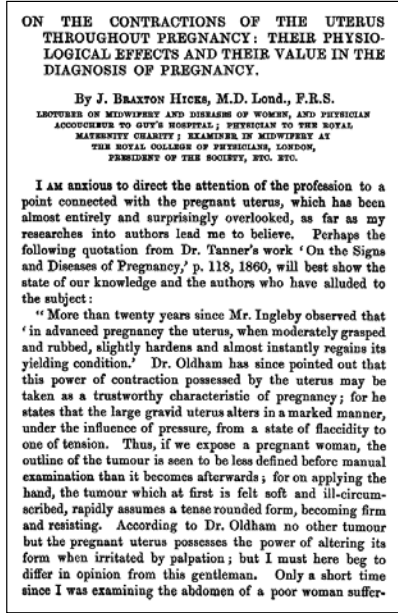 ON THE CONTRACTIONS OF THE UTERUS
THROUGHOUT PREGNANCY: THEIR PHYSIO-
LOGICAL EFFECTS AND THEIR VALUE IN THE
DIAGNOSIS OF PREGNANCY.
By J. BRAXTON HICKS, M.D. Lond., F.R.S.
LECTURER ON MIDWIFERY AND DISEASES OF WOMEN, AND PHYSICIAN
ACCOUCHEUR TO GUY'S HOSPITAL; PHYSICIAN TO THE ROYAL
MATERNITY CHARITY; EXAMINER IN MIDWIFERY AT
THE ROYAL COLLEGE OF PHYSICIANS, LONDON,
PRESIDENT OF THE SOCIETY, ETC. ETC.
I AM anxious to direct the attention of the profession to a
point connected with the pregnant uterus, which has been
almost entirely and surprisingly overlooked, as far as my
researches into authors lead me to believe. Perhaps the
following quotation from Dr. Tanner's work 'On the Signs
and Diseases of Pregnancy,' p. 118, 1860, will best show the
state of our knowledge and the authors who have alluded to
the subject:
"More than twenty years since Mr. Ingleby observed that
'in advanced pregnancy the uterus, when moderately grasped
and rubbed, slightly hardens and almost instantly regains its
yielding condition.' Dr. Oldham has since pointed out that
this power of contraction possessed by the uterus may be
taken as a trustworthy characteristic of pregnancy; for he
states that the large gravid uterus alters in a marked manner,
under the influence of pressure, from a state of flaccidity to
one of tension. Thus, if we expose a pregnant woman, the
outline of the tumour is seen to be less defined before manual
examination than it becomes afterwards; for on applying the
hand, the tumour which at first is felt soft and ill-circum-
scribed, rapidly assumes a tense rounded form, becoming firm
and resisting. According to Dr. Oldham no other tumour
but the pregnant uterus possesses the power of altering its
form when irritated by palpation; but I must here beg to
differ in opinion from this gentleman. Only a short time
since I was examining the abdomen of a poor woman suffer-